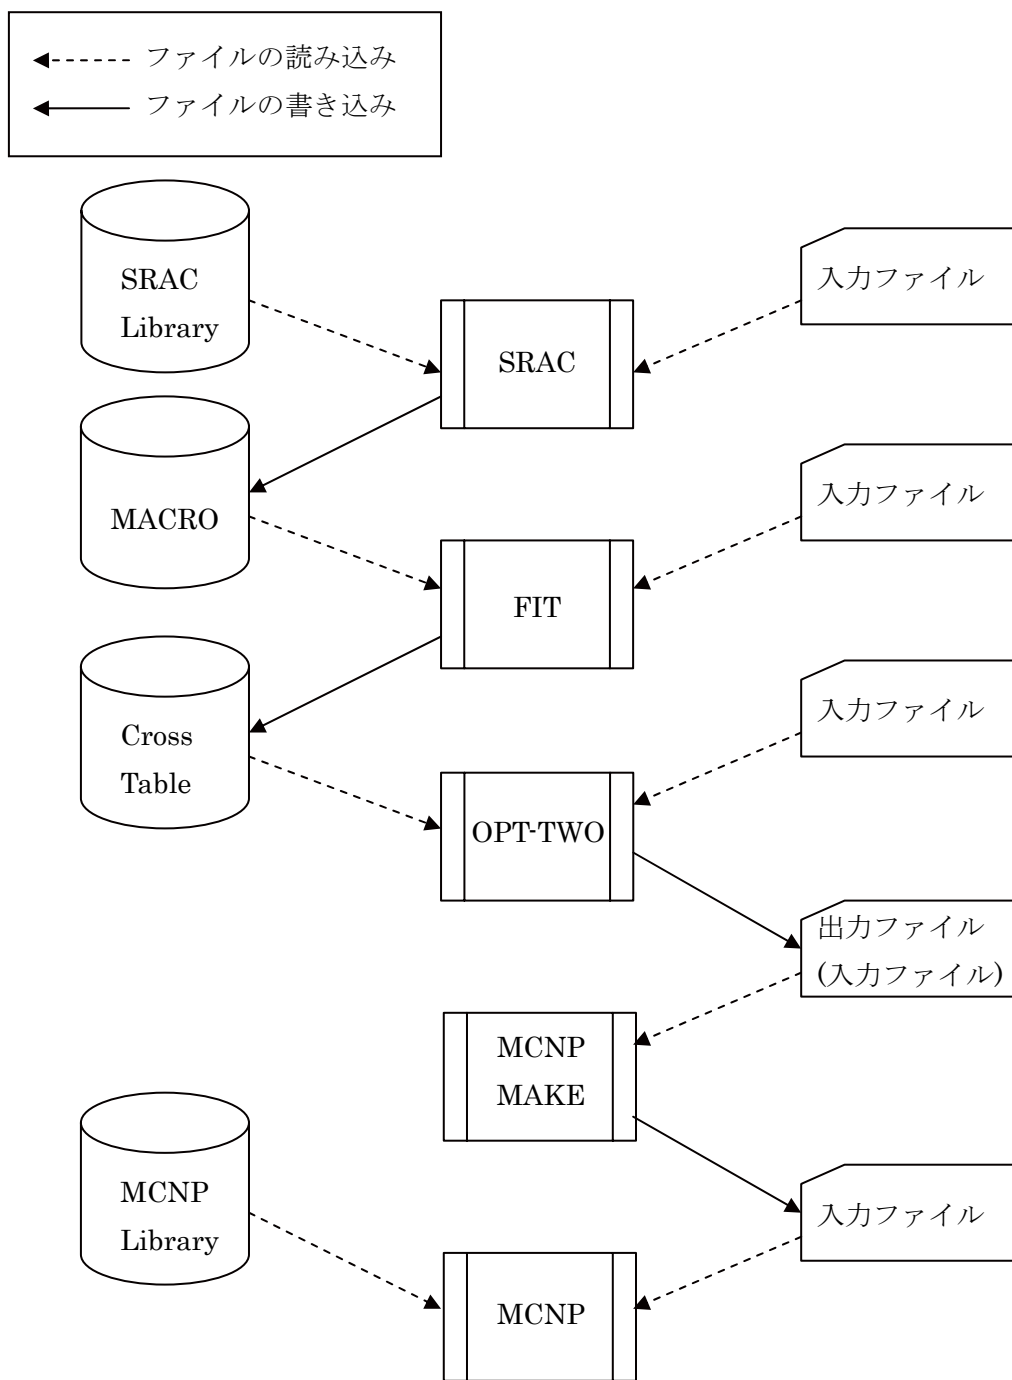 ファイルの読み込み
ファイルの書き込み
SRAC
Library
入力ファイル
SRAC
MACRO
入力ファイル
FIT
Cross
Table
入力ファイル
OPT-TWO
出力ファイル
(入力ファイル)
MCNP
MAKE
MCNP
Library
入力ファイル
MCNP